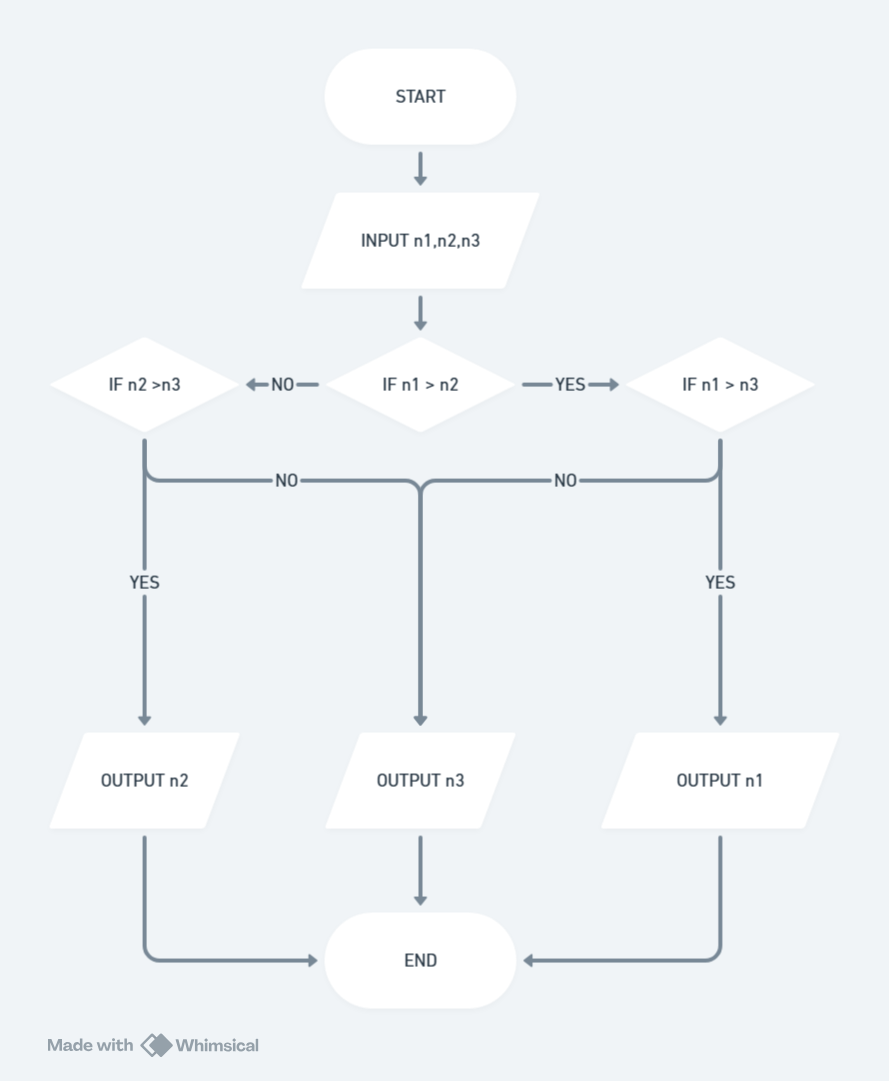 START
INPUT n1,n2,n3
IF n2 >n3
NO
IF n1 > n2
YES
IF n1 > n3
NO
NO
YES
YES
OUTPUT n2
OUTPUT n3
OUTPUT n1
END
Made with Whimsical